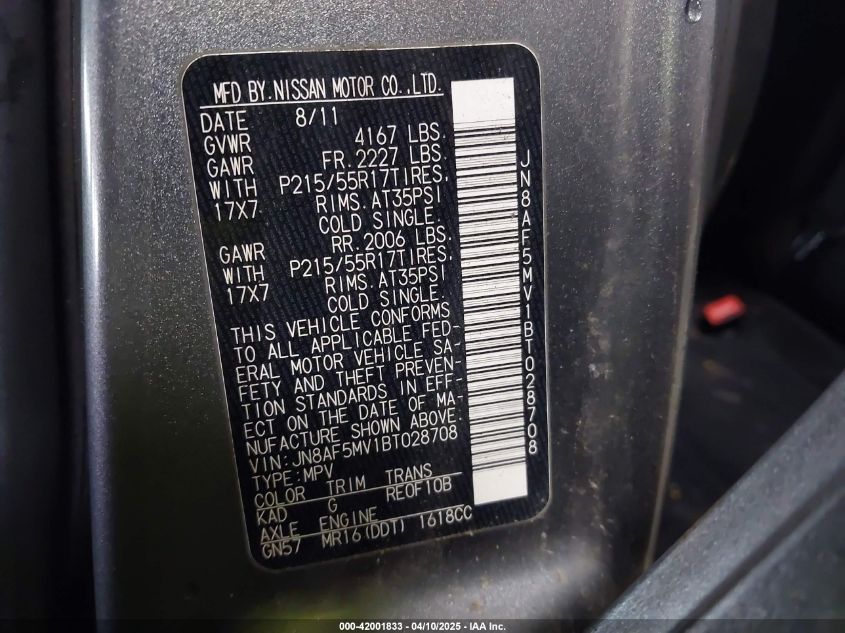 MFD BY.NISSAN MOTOR CO.,LTD.
DATE 8/11
GVWR 4167 LBS.
GAWR FR. 2227 LBS.
WITH P215/55R17TIRES.
17X7 RIMS. AT35PSI
COLD SINGLE.
GAWR RR. 2006 LBS.
WITH P215/55R17TIRES.
17X7 RIMS. AT35PSI
COLD SINGLE.
THIS VEHICLE CONFORMS
TO ALL APPLICABLE FED-
ERAL MOTOR VEHICLE SA-
FETY AND THEFT PREVEN-
TION STANDARDS IN EFF-
ECT ON THE DATE OF MA-
NUFACTURE SHOWN ABOVE.
VIN:JN8AF5MV1BT028708
TYPE:MPV
COLOR TRIM TRANS
KAD G RE0F10B
AXLE ENGINE
GN57 MR16(DDT) 1618CC
JN8AF5MV1BT028708
000-42001833 - 04/10/2025 - IAA Inc.